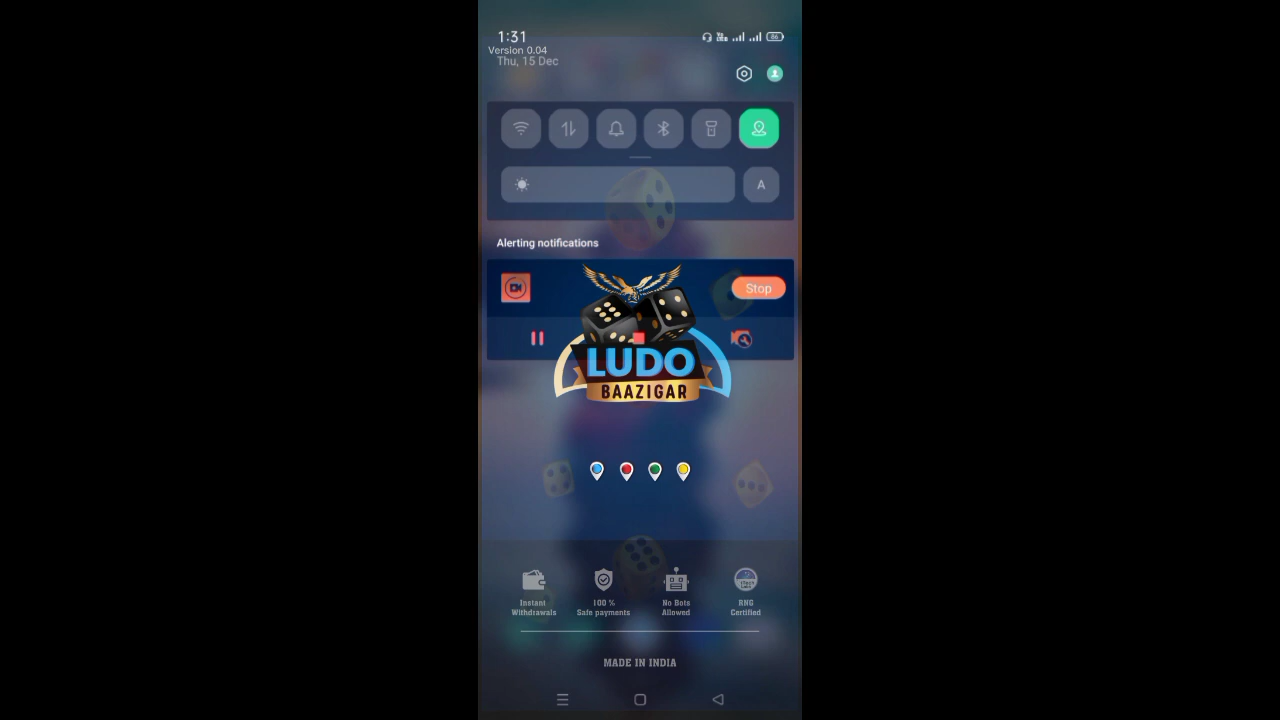 1:31
86
Version 0.04
Thu, 15 Dec
A
Alerting notifications
Stop
LUDO
BAAZIGAR
Instant
Withdrawals
100 %
Safe payments
No Bots
Allowed
RNG
Certified
MADE IN INDIA